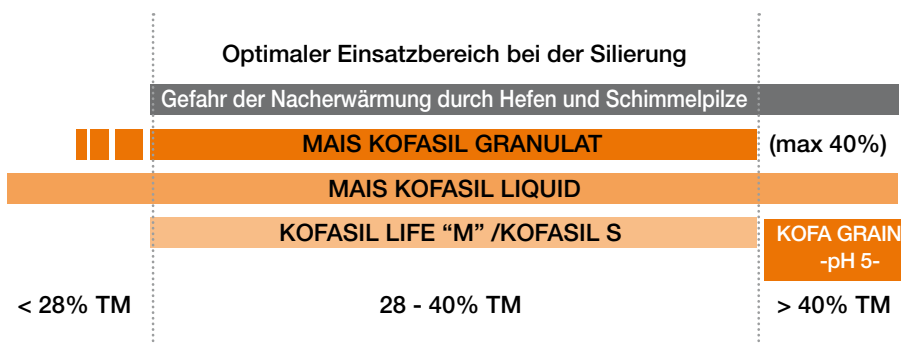 Optimaler Einsatzbereich bei der Silierung
Gefahr der Nacherwärmung durch Hefen und Schimmelpilze
MAIS KOFASIL GRANULAT (max 40%)
MAIS KOFASIL LIQUID
KOFASIL LIFE “M” /KOFASIL S
KOFA GRAIN
-pH 5-
< 28% TM 28 - 40% TM > 40% TM